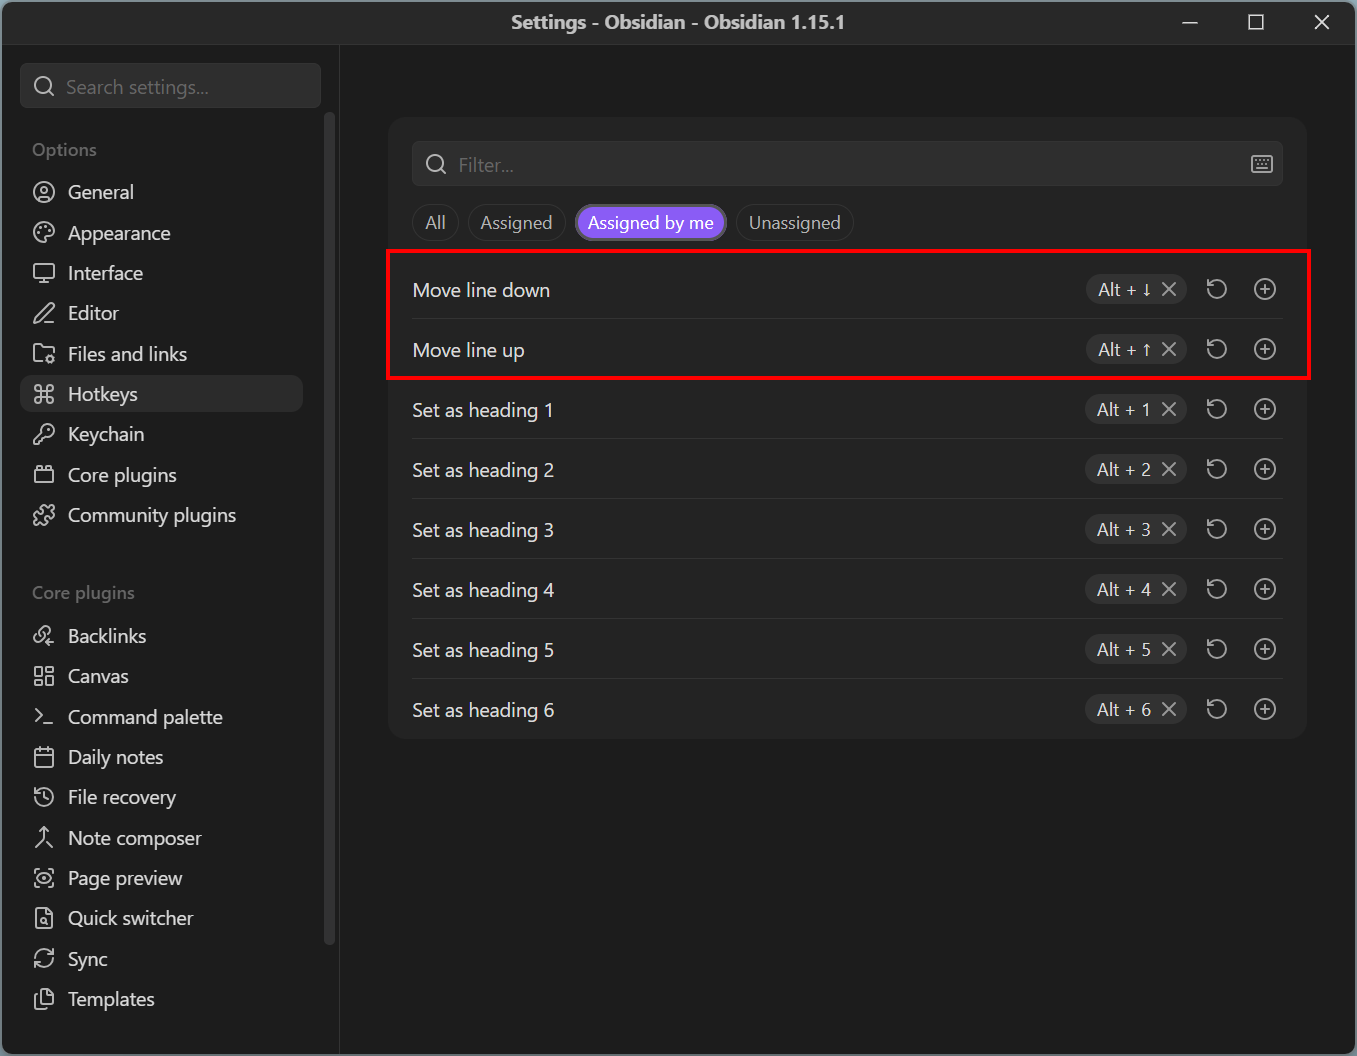 Settings - Obsidian - Obsidian 1.15.1
Search settings...
Options
General
Appearance
Interface
Editor
Files and links
Hotkeys
Keychain
Core plugins
Community plugins
Core plugins
Backlinks
Canvas
Command palette
Daily notes
File recovery
Note composer
Page preview
Quick switcher
Sync
Templates
Filter...
All Assigned Assigned by me Unassigned
Move line down Alt + ↓
Move line up Alt + ↑
Set as heading 1 Alt + 1
Set as heading 2 Alt + 2
Set as heading 3 Alt + 3
Set as heading 4 Alt + 4
Set as heading 5 Alt + 5
Set as heading 6 Alt + 6